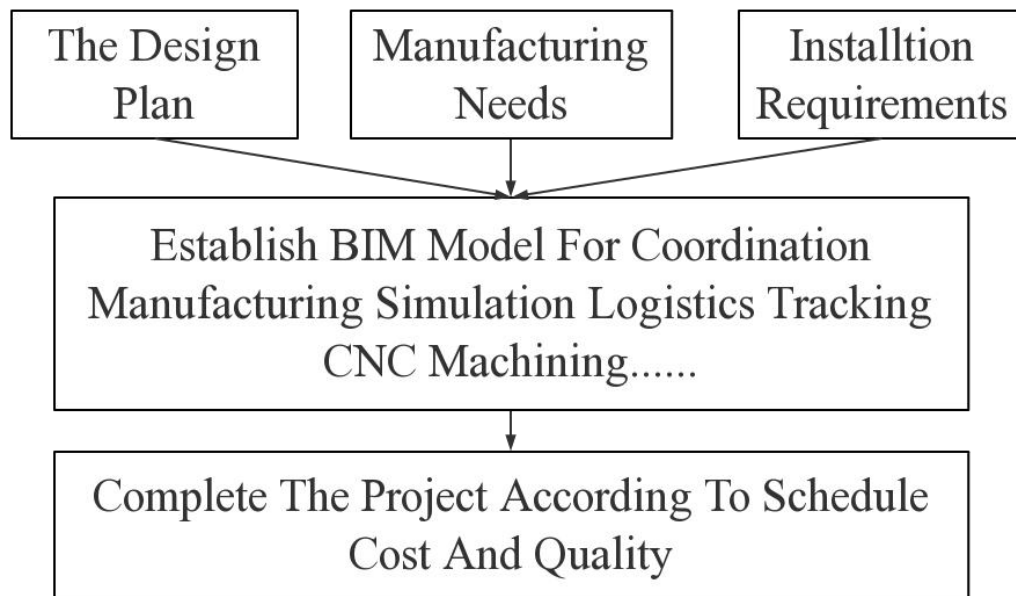 The Design
Plan
Manufacturing
Needs
Installtion
Requirements
Establish BIM Model For Coordination
Manufacturing Simulation Logistics Tracking
CNC Machining......
Complete The Project According To Schedule
Cost And Quality